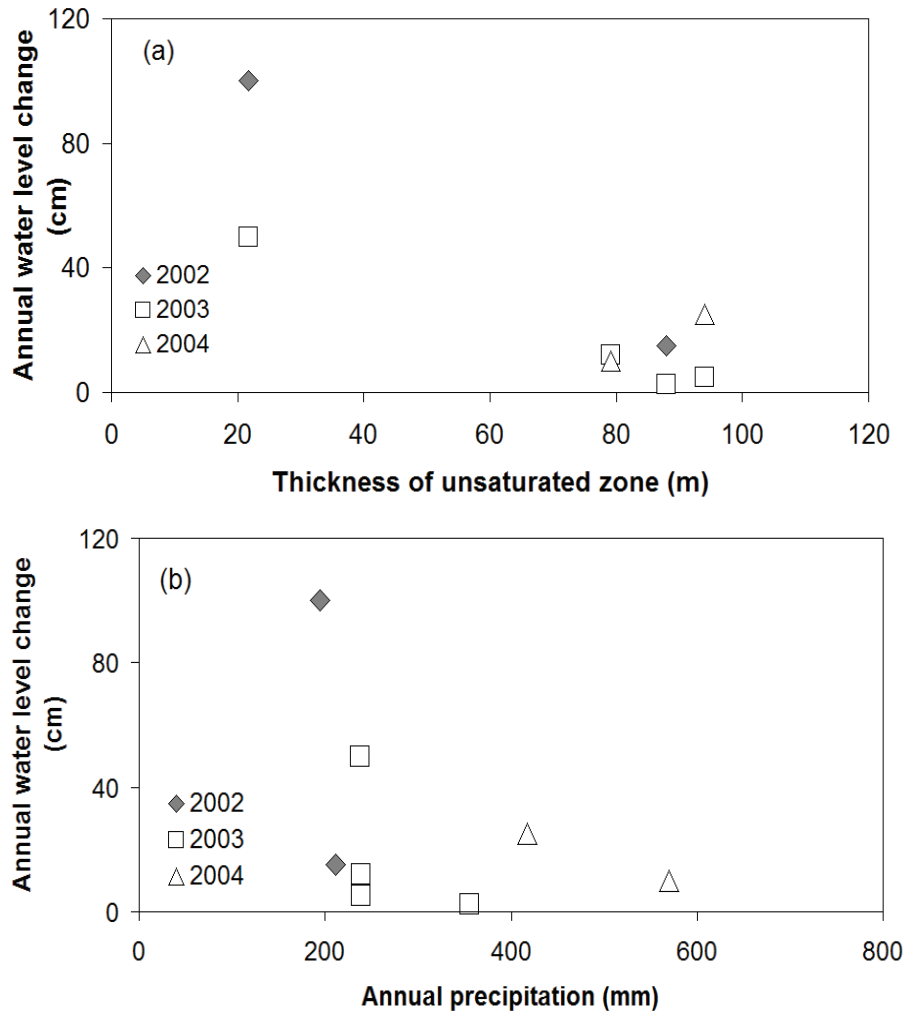 120
(a)
80
Annual water level change
(cm)
40
2002
2003
2004
0
0 20 40 60 80 100 120
Thickness of unsaturated zone (m)
120
(b)
80
Annual water level change
(cm)
40
2002
2003
2004
0
0 200 400 600 800
Annual precipitation (mm)